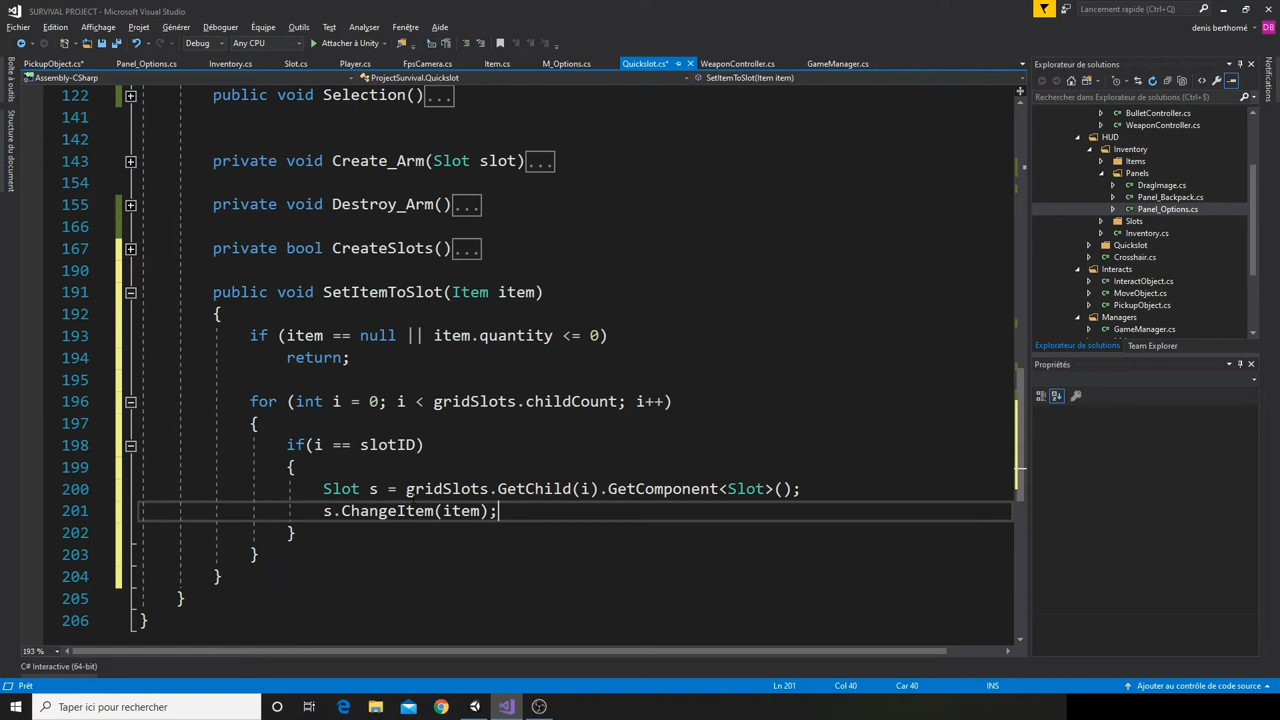 SURVIVAL PROJECT - Microsoft Visual Studio
Lancement rapide (Ctrl+Q)
Fichier Edition Affichage Projet Générer Déboguer Équipe Outils Test Analyser Fenêtre Aide
denis berthomé DB
Debug Any CPU Attacher à Unity
PickupObject.cs* Panel_Options.cs Inventory.cs Slot.cs Player.cs FpsCamera.cs Item.cs M_Options.cs Quickslot.cs* WeaponController.cs GameManager.cs
Assembly-CSharp ProjectSurvival.Quickslot SetItemToSlot(Item item)
Boîte à outils
Structure du document
122 public void Selection()...
141
142
143 private void Create_Arm(Slot slot)...
154
155 private void Destroy_Arm()...
166
167 private bool CreateSlots()...
190
191 public void SetItemToSlot(Item item)
192 {
193 if (item == null || item.quantity <= 0)
194 return;
195
196 for (int i = 0; i < gridSlots.childCount; i++)
197 {
198 if(i == slotID)
199 {
200 Slot s = gridSlots.GetChild(i).GetComponent<Slot>();
201 s.ChangeItem(item);
202 }
203 }
204 }
205 }
206 }
193 %
C# Interactive (64-bit)
Explorateur de solutions
Rechercher dans Explorateur de solutions (Ctrl+$)
BulletController.cs
WeaponController.cs
HUD
Inventory
Items
Panels
DragImage.cs
Panel_Backpack.cs
Panel_Options.cs
Slots
Inventory.cs
Quickslot
Crosshair.cs
Interacts
InteractObject.cs
MoveObject.cs
PickupObject.cs
Managers
GameManager.cs
Explorateur de solutions Team Explorer
Propriétés
Notifications
Prêt Ln 201 Col 40 Car 40 INS Ajouter au contrôle de code source
Taper ici pour rechercher